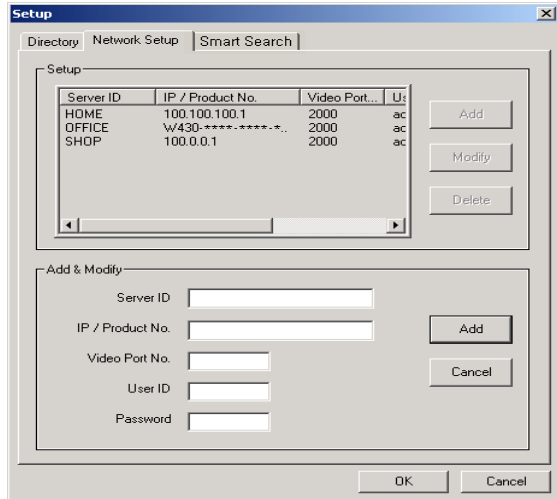 Setup
Directory Network Setup Smart Search
Setup
Server ID IP / Product No. Video Port... Us
HOME 100.100.100.1 2000 ac
OFFICE W430-****-****-*.. 2000 ac
SHOP 100.0.0.1 2000 ac
Add
Modify
Delete
Add & Modify
Server ID
IP / Product No.
Video Port No.
User ID
Password
Add
Cancel
OK Cancel